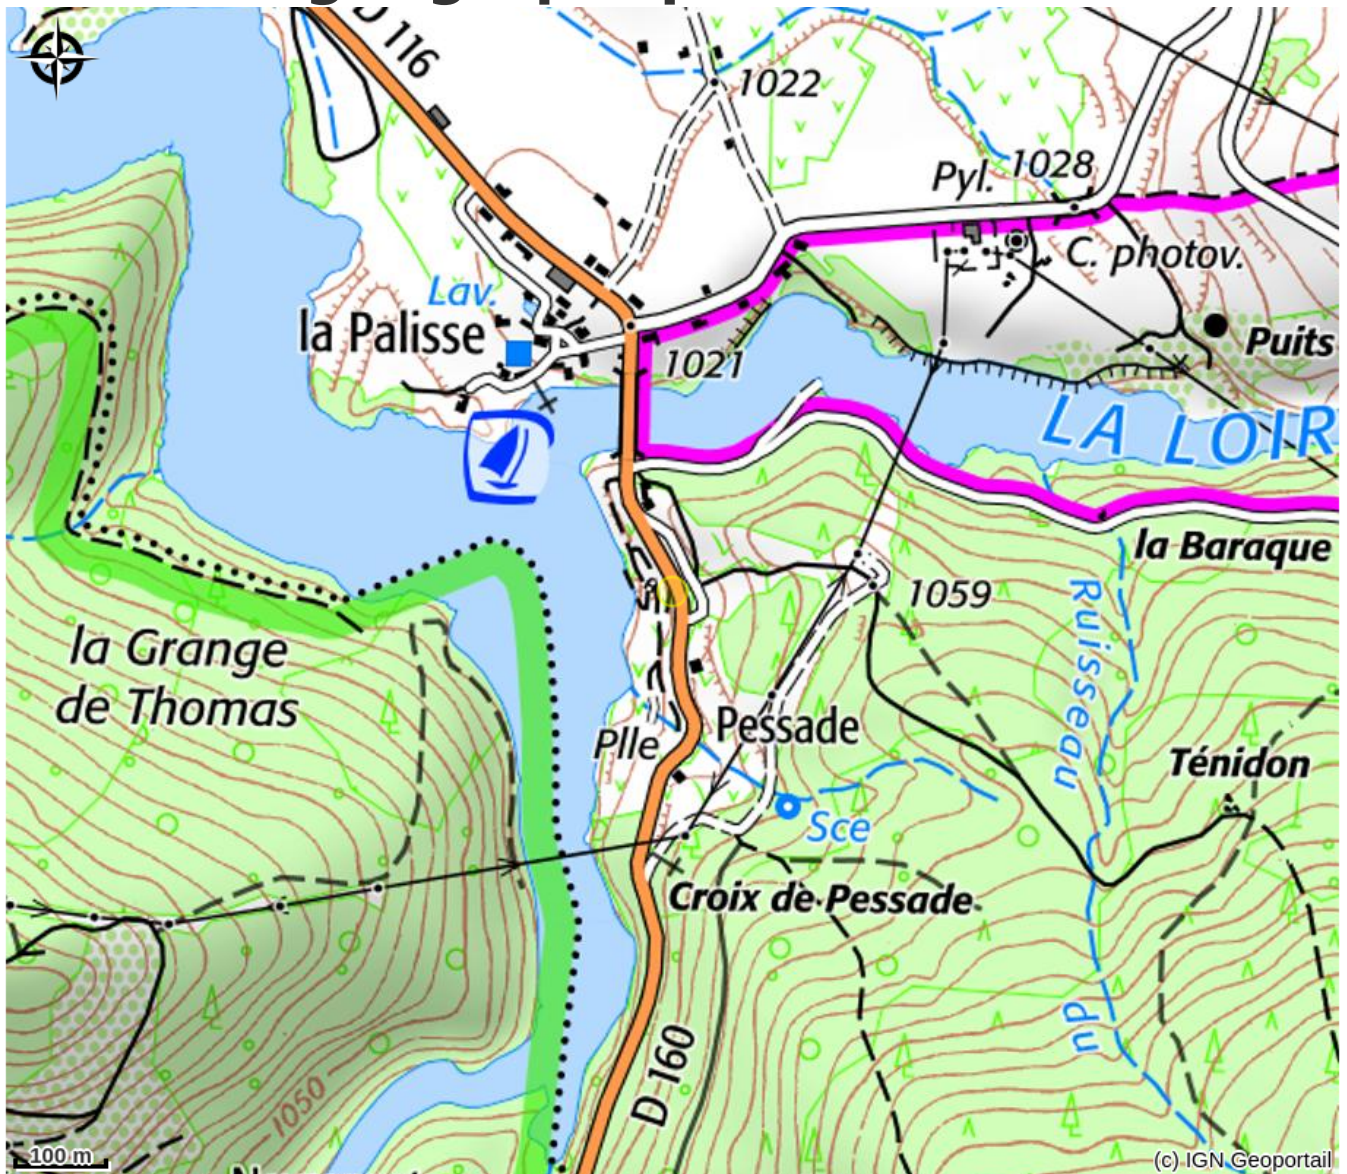 D 116
1022
Pyl.
1028
C. photov.
Lav.
la Palisse
1021
Puits
LA LOIR
la Baraque
1059
Ruisseau
la Grange
de Thomas
Plle
Pessade
Ténidon
Sce
Croix de Pessade
du
D 160
1050
100 m
(c) IGN Geoportail